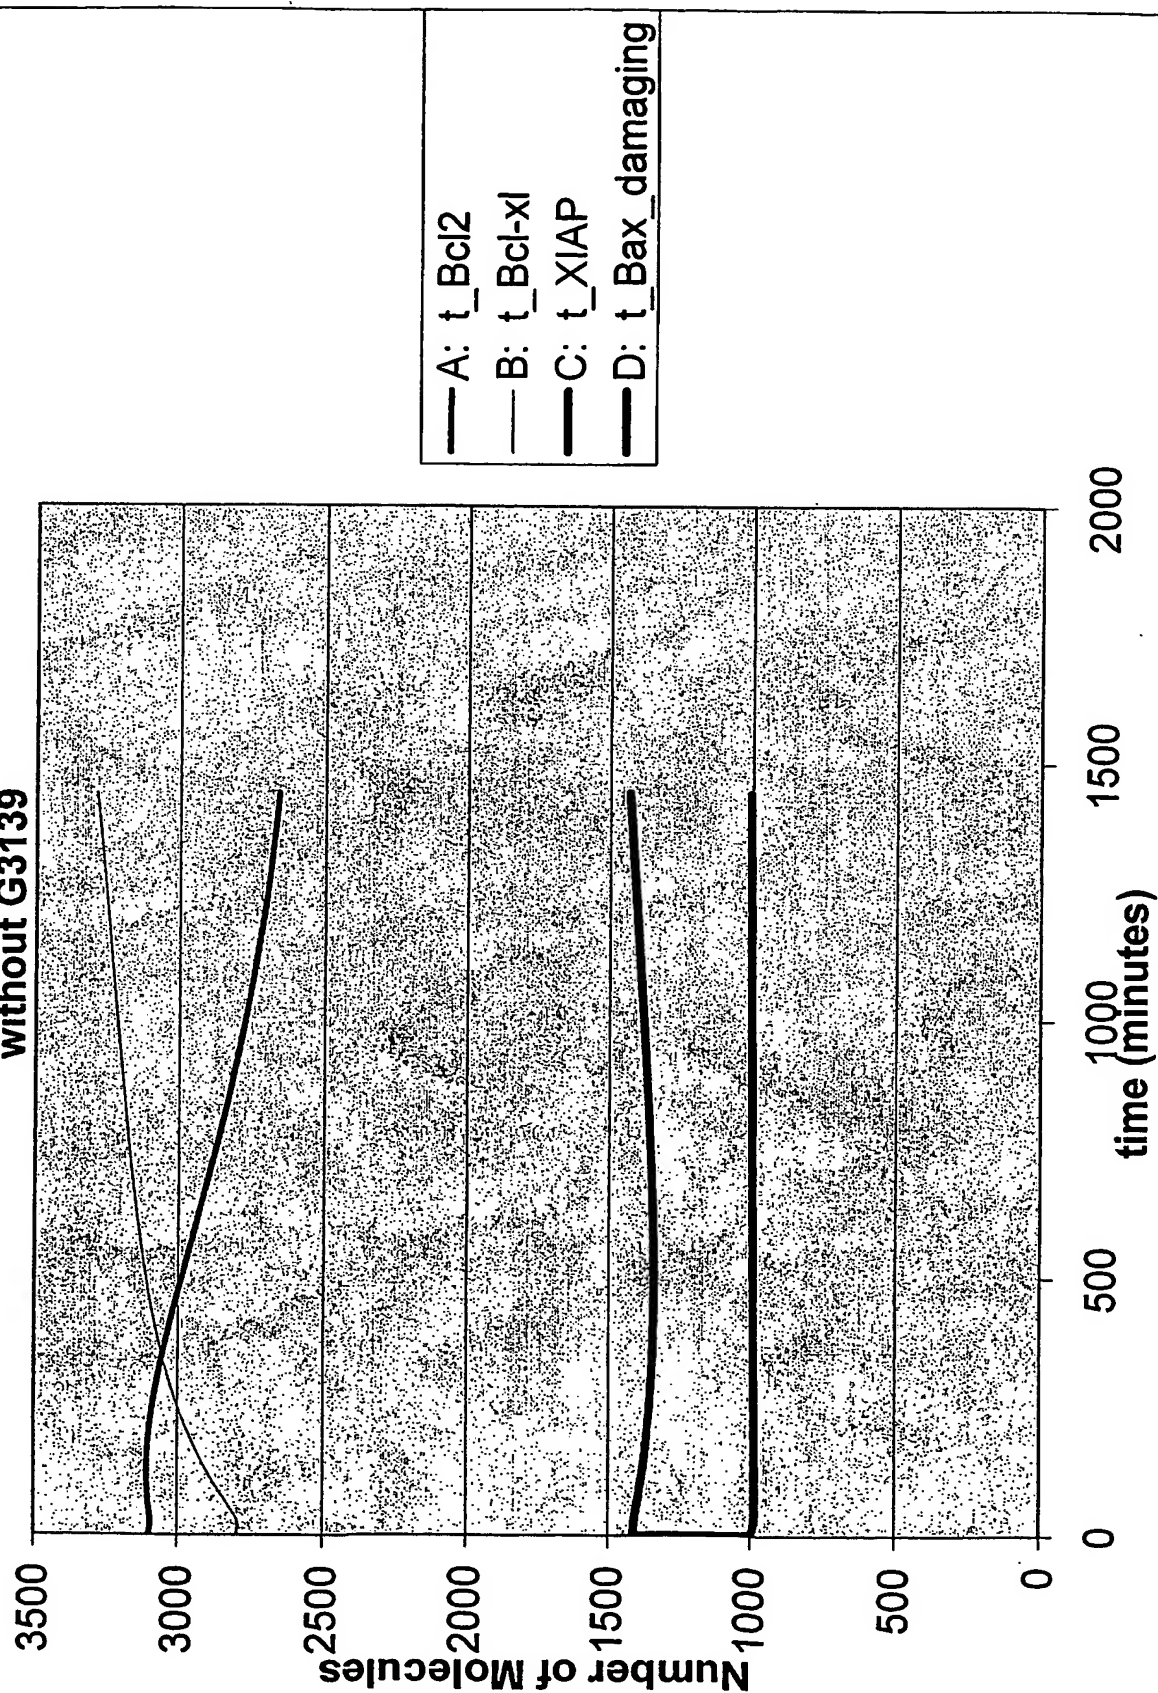 without G3139
3500
3000
2500
2000
1500
1000
500
0
Number of Molecules
0
500
1000
1500
2000
time (minutes)
A: t_Bcl2
B: t_Bcl-xl
C: t_XIAP
D: t_Bax_damaging